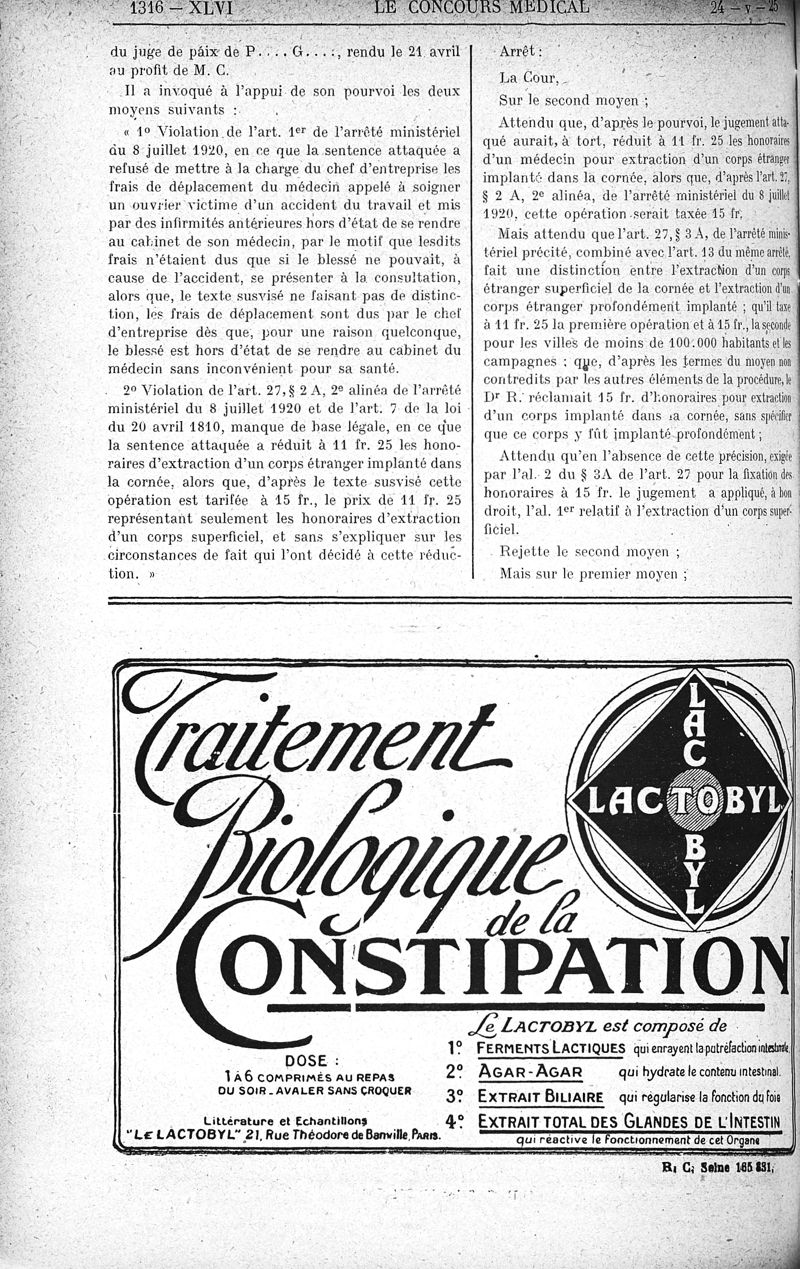 1316 — XLVI
LE CONCOURS MÉDICAL
24 — v — 25
du juge de paix de P.... G...., rendu le 21 avril
au profit de M. C.
Il a invoqué à l'appui de son pourvoi les deux
moyens suivants :
« 1º Violation de l'art. 1er de l'arrêté ministériel
du 8 juillet 1920, en ce que la sentence attaquée a
refusé de mettre à la charge du chef d'entreprise les
frais de déplacement du médecin appelé à soigner
un ouvrier victime d'un accident du travail et mis
par des infirmités antérieures hors d'état de se rendre
au cabinet de son médecin, par le motif que lesdits
frais n'étaient dus que si le blessé ne pouvait, à
cause de l'accident, se présenter à la consultation,
alors que, le texte susvisé ne faisant pas de distinc-
tion, les frais de déplacement sont dus par le chef
d'entreprise dès que, pour une raison quelconque,
le blessé est hors d'état de se rendre au cabinet du
médecin sans inconvénient pour sa santé.
2º Violation de l'art. 27, § 2 A, 2e alinéa de l'arrêté
ministériel du 8 juillet 1920 et de l'art. 7 de la loi
du 20 avril 1810, manque de base légale, en ce que
la sentence attaquée a réduit à 11 fr. 25 les hono-
raires d'extraction d'un corps étranger implanté dans
la cornée, alors que, d'après le texte susvisé cette
opération est tarifée à 15 fr., le prix de 11 fr. 25
représentant seulement les honoraires d'extraction
d'un corps superficiel, et sans s'expliquer sur les
circonstances de fait qui l'ont décidé à cette réduc-
tion. »
Arrêt :
La Cour,
Sur le second moyen ;
Attendu que, d'après le pourvoi, le jugement atta-
qué aurait, à tort, réduit à 11 fr. 25 les honoraires
d'un médecin pour extraction d'un corps étranger
implanté dans la cornée, alors que, d'après l'art. 27,
§ 2 A, 2e alinéa, de l'arrêté ministériel du 8 juillet
1920, cette opération serait taxée 15 fr.
Mais attendu que l'art. 27, § 3 A, de l'arrêté minis-
tériel précité, combiné avec l'art. 13 du même arrêté,
fait une distinction entre l'extraction d'un corps
étranger superficiel de la cornée et l'extraction d'un
corps étranger profondément implanté ; qu'il taxe
à 11 fr. 25 la première opération et à 15 fr., la seconde
pour les villes de moins de 100.000 habitants et les
campagnes ; que, d'après les termes du moyen non
contredits par les autres éléments de la procédure, le
Dr R. réclamait 15 fr. d'honoraires pour extraction
d'un corps implanté dans la cornée, sans spécifier
que ce corps y fût implanté profondément ;
Attendu qu'en l'absence de cette précision, exigée
par l'al. 2 du § 3A de l'art. 27 pour la fixation des
honoraires à 15 fr. le jugement a appliqué, à bon
droit, l'al. 1er relatif à l'extraction d'un corps super-
ficiel.
Rejette le second moyen ;
Mais sur le premier moyen ;
Traitement
Biologique
de la
CONSTIPATION
LACTOBYL
LACTOBYL
Le LACTOBYL est composé de
1º FERMENTS LACTIQUES qui enrayent la putréfaction intestinale.
2º AGAR-AGAR qui hydrate le contenu intestinal.
3º EXTRAIT BILIAIRE qui régularise la fonction du foie
4º EXTRAIT TOTAL DES GLANDES DE L'INTESTIN
qui réactive le fonctionnement de cet Organe
DOSE :
1 À 6 COMPRIMÉS AU REPAS
DU SOIR - AVALER SANS CROQUER
Littérature et Echantillons
"LE LACTOBYL" 21, Rue Théodore de Banville, PARIS.
R. C. Seine 165 831.